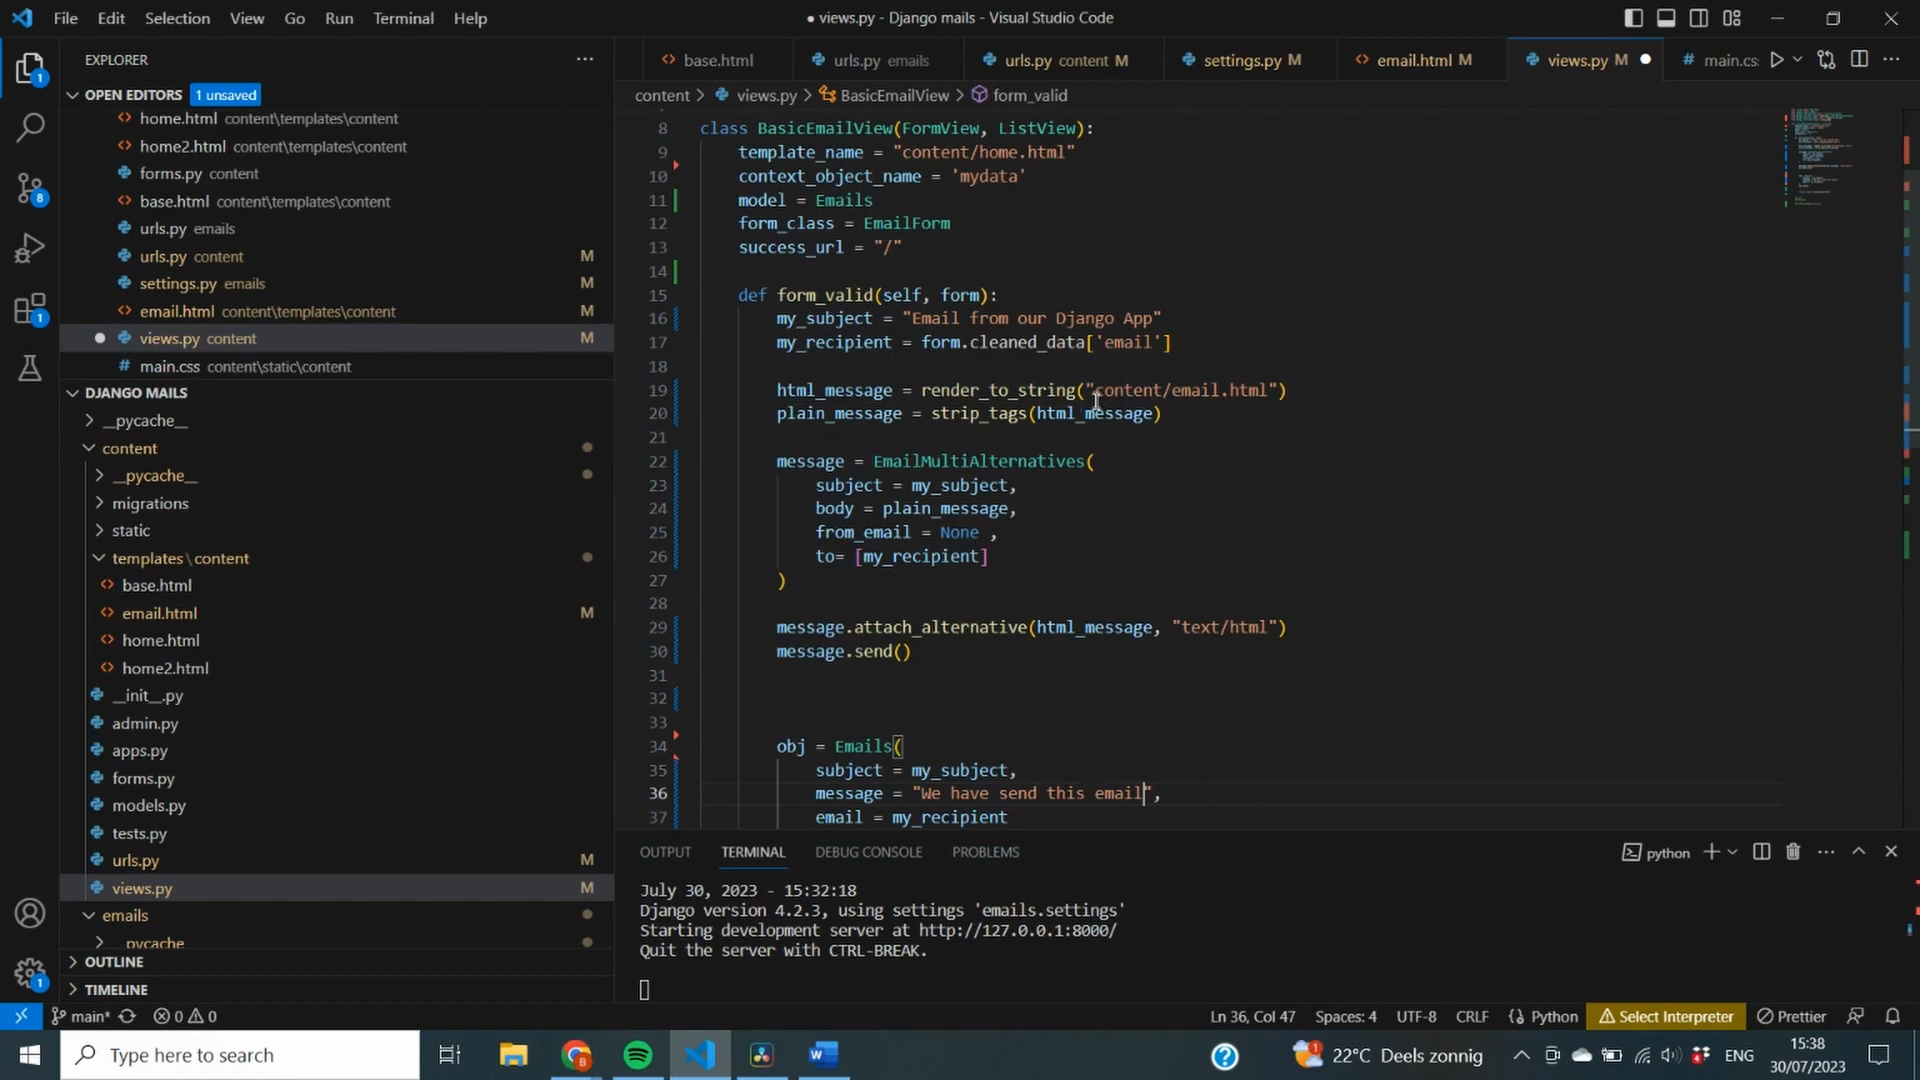 File Edit Selection View Go Run Terminal Help
● views.py - Django mails - Visual Studio Code
EXPLORER
OPEN EDITORS 1 unsaved
home.html content\templates\content
home2.html content\templates\content
forms.py content
base.html content\templates\content
urls.py emails
urls.py content M
settings.py emails M
email.html content\templates\content M
views.py content M
main.css content\static\content
DJANGO MAILS
__pycache__
content
__pycache__
migrations
static
templates \ content
base.html
email.html M
home.html
home2.html
__init__.py
admin.py
apps.py
forms.py
models.py
tests.py
urls.py M
views.py M
emails
__pycache__
OUTLINE
TIMELINE
base.html urls.py emails urls.py content M settings.py M email.html M views.py M ● main.cs
content > views.py > BasicEmailView > form_valid
8 class BasicEmailView(FormView, ListView):
9 template_name = "content/home.html"
10 context_object_name = 'mydata'
11 model = Emails
12 form_class = EmailForm
13 success_url = "/"
14
15 def form_valid(self, form):
16 my_subject = "Email from our Django App"
17 my_recipient = form.cleaned_data['email']
18
19 html_message = render_to_string("content/email.html")
20 plain_message = strip_tags(html_message)
21
22 message = EmailMultiAlternatives(
23 subject = my_subject,
24 body = plain_message,
25 from_email = None ,
26 to= [my_recipient]
27 )
28
29 message.attach_alternative(html_message, "text/html")
30 message.send()
31
32
33
34 obj = Emails(
35 subject = my_subject,
36 message = "We have send this email",
37 email = my_recipient
OUTPUT TERMINAL DEBUG CONSOLE PROBLEMS
python
July 30, 2023 - 15:32:18
Django version 4.2.3, using settings 'emails.settings'
Starting development server at http://127.0.0.1:8000/
Quit the server with CTRL-BREAK.
main* 0 0
Ln 36, Col 47 Spaces: 4 UTF-8 CRLF Python Select Interpreter Prettier
Type here to search
22°C Deels zonnig
ENG
15:38
30/07/2023